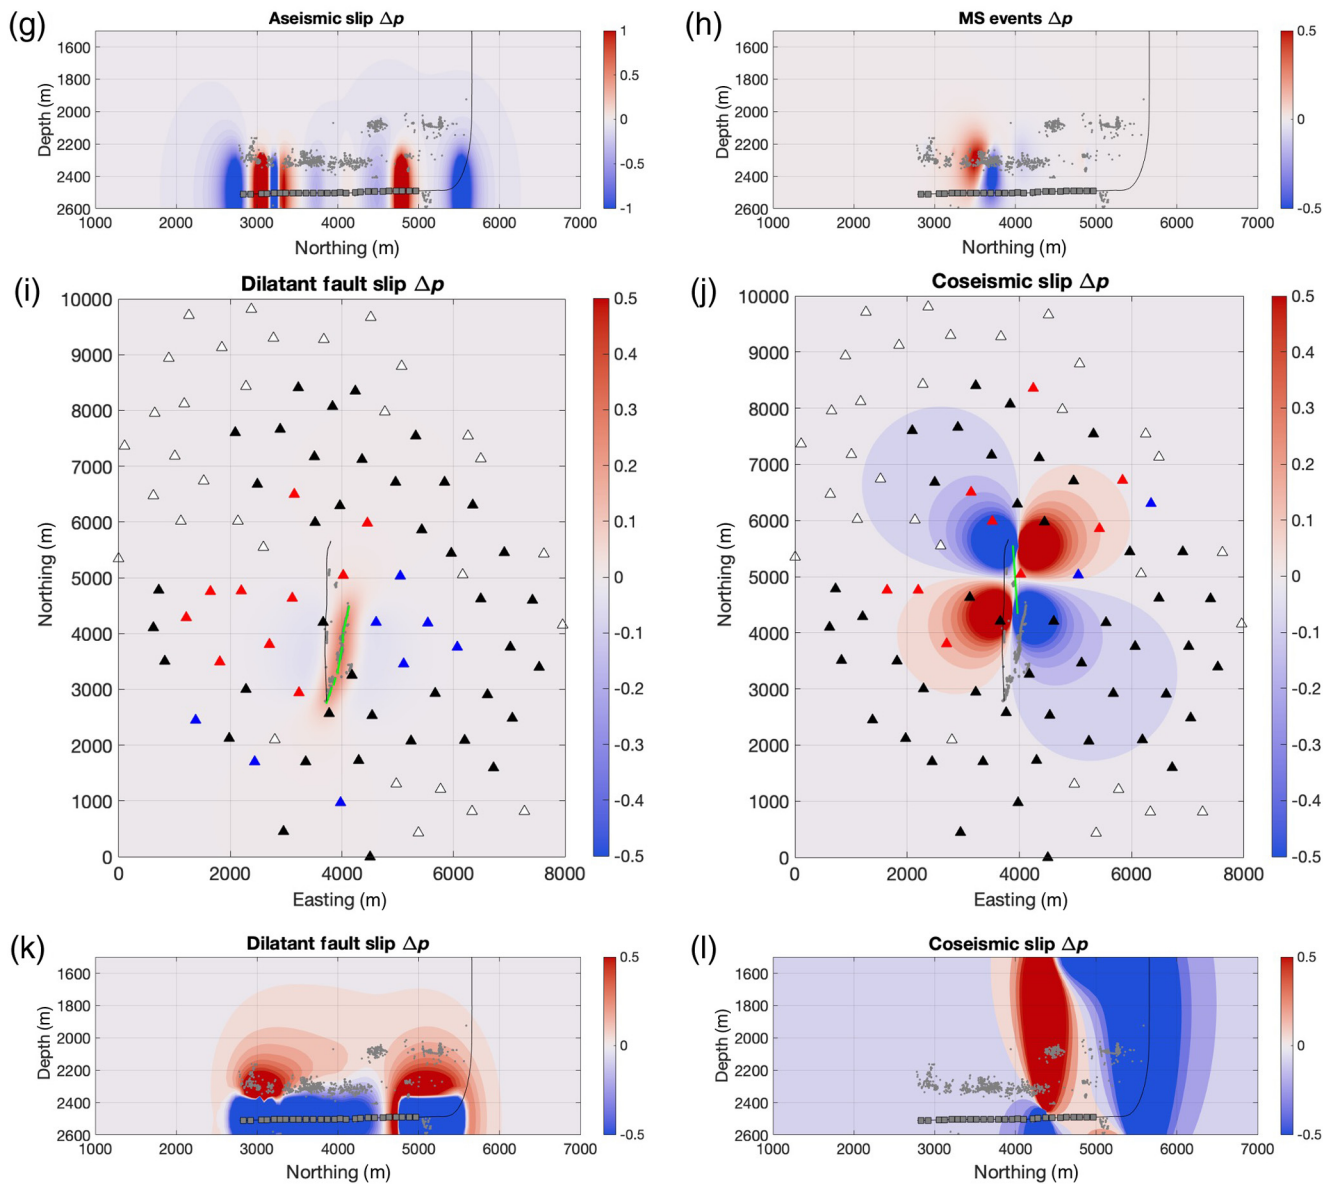 (g)
Aseismic slip Δp
1600
1800
2000
2200
2400
2600
Depth (m)
1000 2000 3000 4000 5000 6000 7000
Northing (m)
1
0.5
0
-0.5
-1
(h)
MS events Δp
1600
1800
2000
2200
2400
2600
Depth (m)
1000 2000 3000 4000 5000 6000 7000
Northing (m)
0.5
0
-0.5
(i)
Dilatant fault slip Δp
10000
9000
8000
7000
6000
5000
4000
3000
2000
1000
0
Northing (m)
0 2000 4000 6000 8000
Easting (m)
0.5
0.4
0.3
0.2
0.1
0
-0.1
-0.2
-0.3
-0.4
-0.5
(j)
Coseismic slip Δp
10000
9000
8000
7000
6000
5000
4000
3000
2000
1000
0
Northing (m)
0 2000 4000 6000 8000
Easting (m)
0.5
0.4
0.3
0.2
0.1
0
-0.1
-0.2
-0.3
-0.4
-0.5
(k)
Dilatant fault slip Δp
1600
1800
2000
2200
2400
2600
Depth (m)
1000 2000 3000 4000 5000 6000 7000
Northing (m)
0.5
0
-0.5
(l)
Coseismic slip Δp
1600
1800
2000
2200
2400
2600
Depth (m)
1000 2000 3000 4000 5000 6000 7000
Northing (m)
0.5
0
-0.5